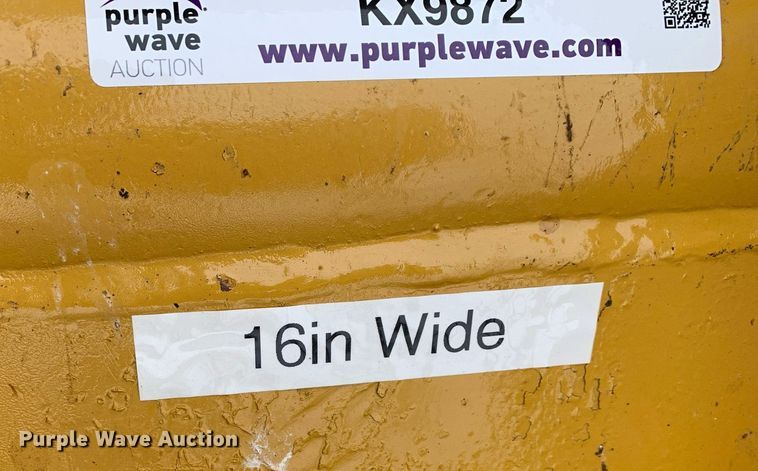 purple
wave
AUCTION
KX9872
www.purplewave.com
16in Wide
Purple Wave Auction